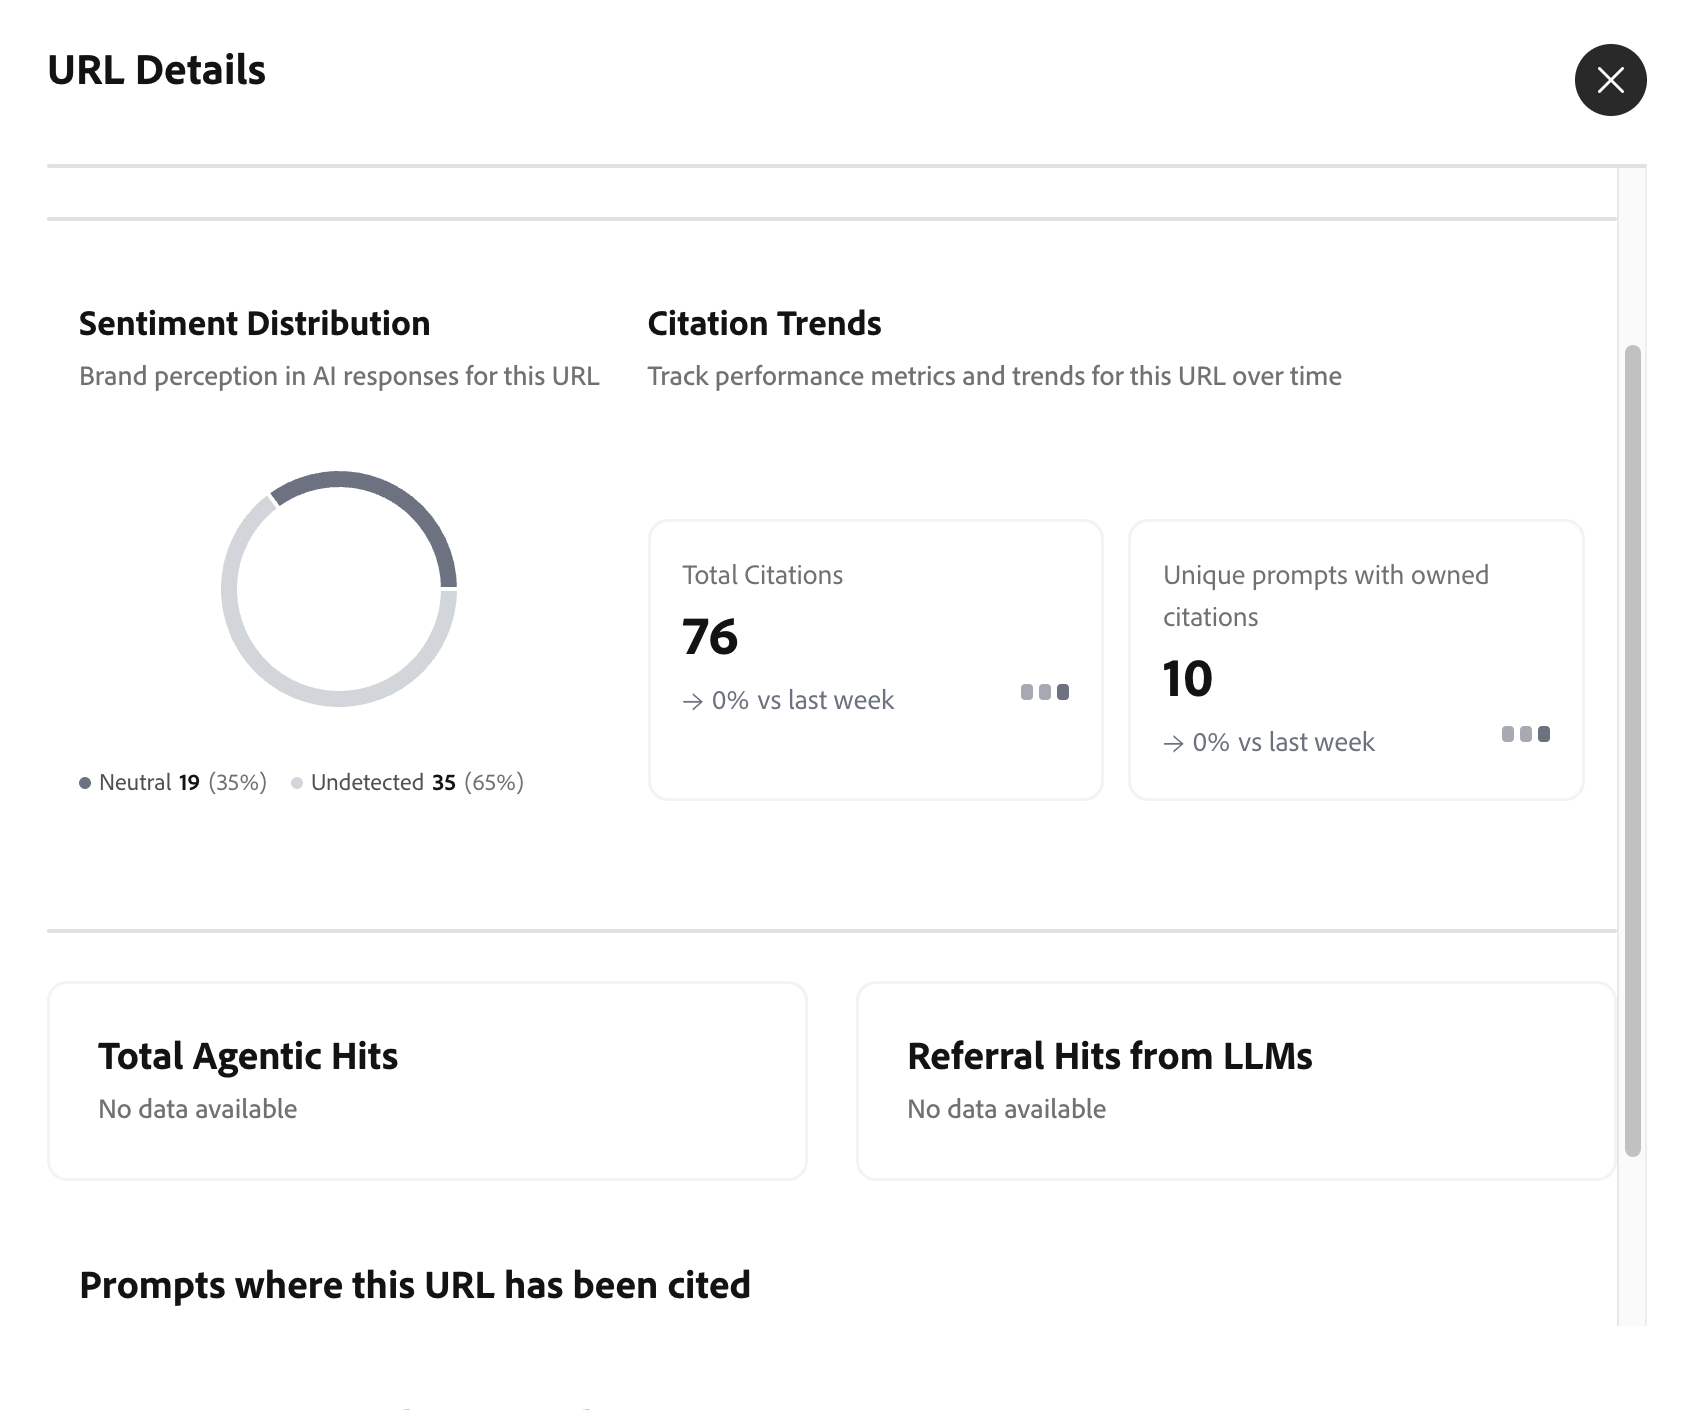 URL Details
Sentiment Distribution
Brand perception in AI responses for this URL
Neutral 19 (35%) Undetected 35 (65%)
Citation Trends
Track performance metrics and trends for this URL over time
Total Citations
76
→ 0% vs last week
Unique prompts with owned
citations
10
→ 0% vs last week
Total Agentic Hits
No data available
Referral Hits from LLMs
No data available
Prompts where this URL has been cited